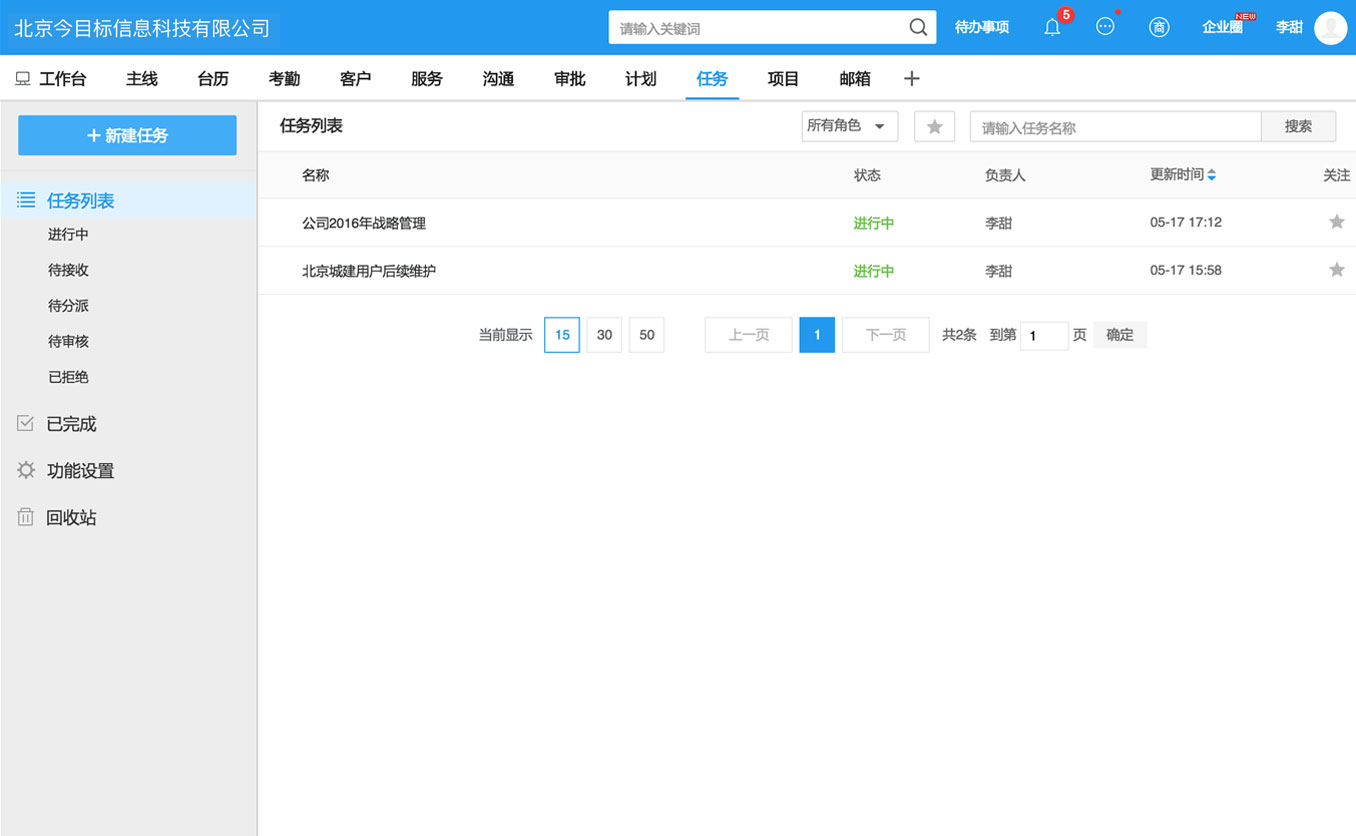 北京今目标信息科技有限公司
请输入关键词
待办事项
5
商
企业圈
NEW
李甜
工作台 主线 台历 考勤 客户 服务 沟通 审批 计划 任务 项目 邮箱
新建任务
任务列表
进行中
待接收
待分派
待审核
已拒绝
已完成
功能设置
回收站
任务列表
所有角色
请输入任务名称
搜索
名称 状态 负责人 更新时间 关注
公司2016年战略管理 进行中 李甜 05-17 17:12
北京城建用户后续维护 进行中 李甜 05-17 15:58
当前显示 15 30 50 上一页 1 下一页 共2条 到第 1 页 确定